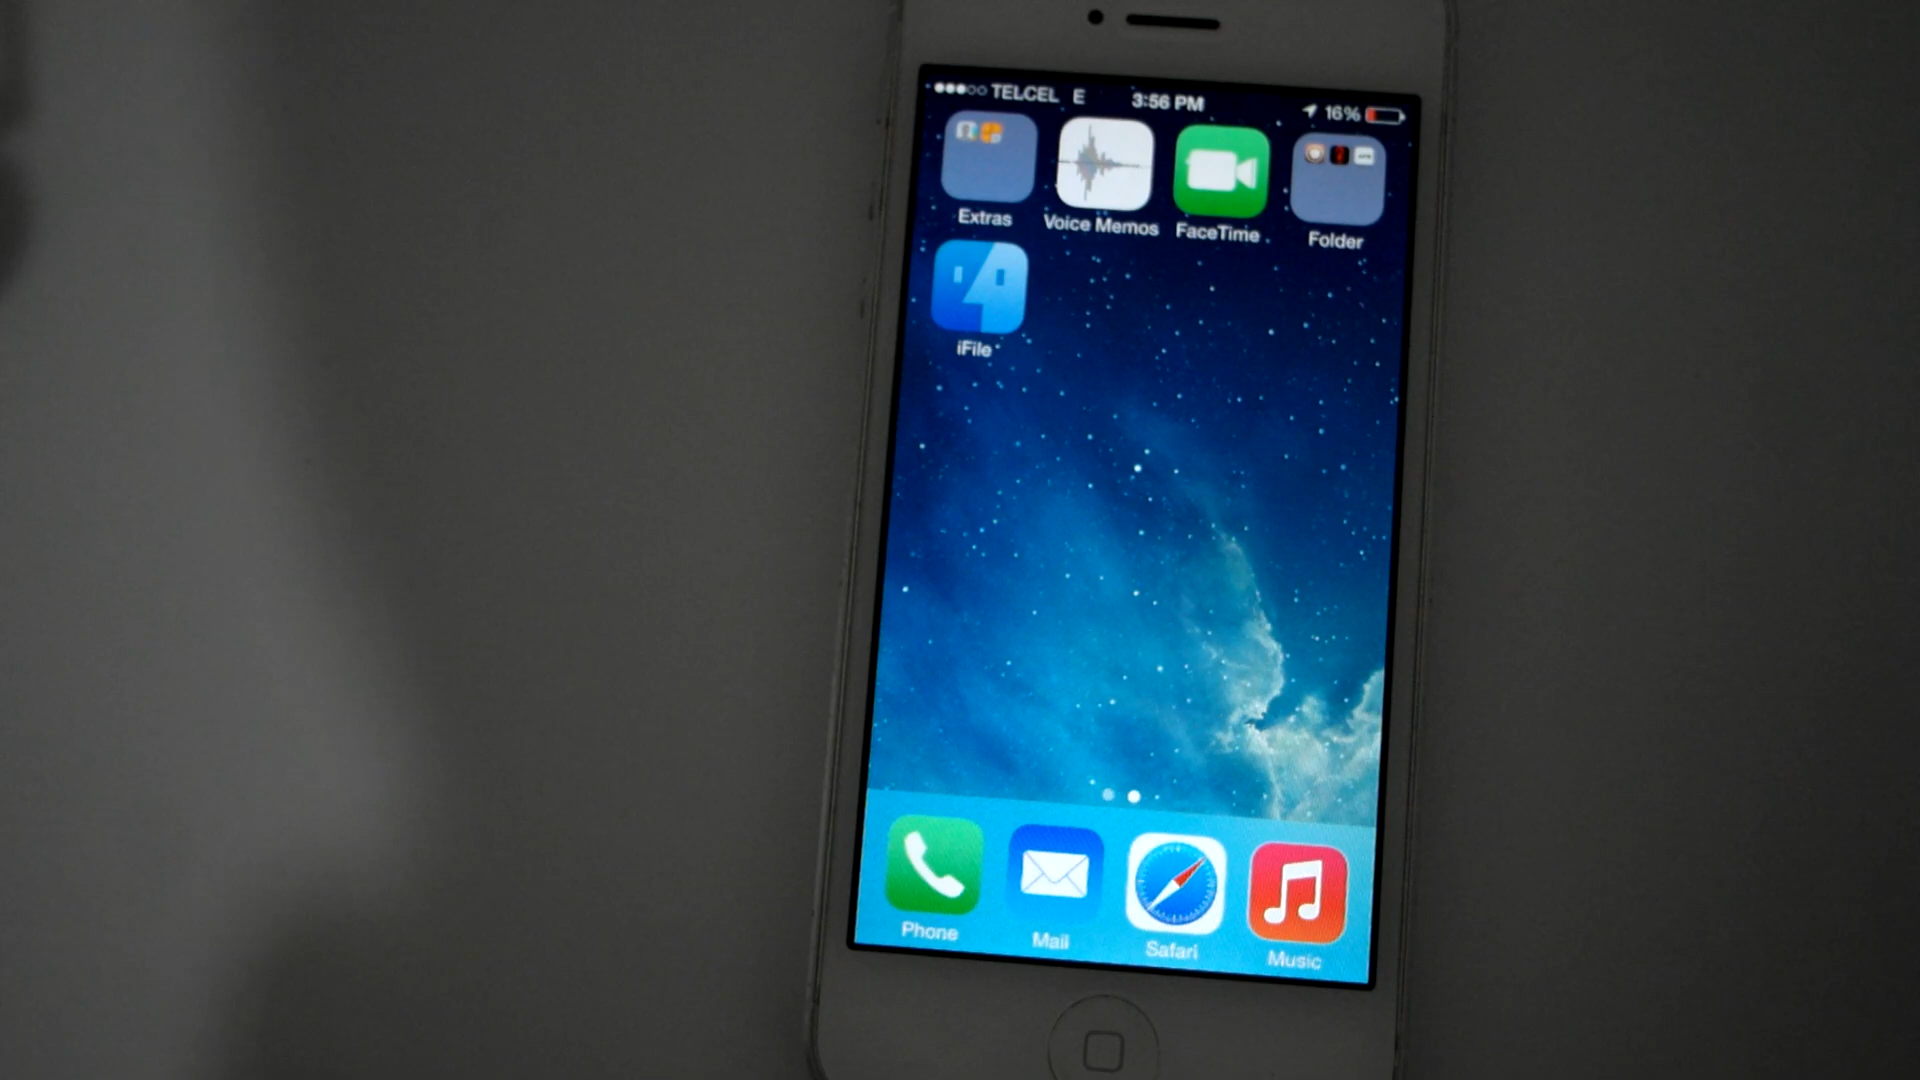 TELCEL E 3:56 PM 16%
Extras Voice Memos FaceTime Folder
iFile
Phone Mail Safari Music